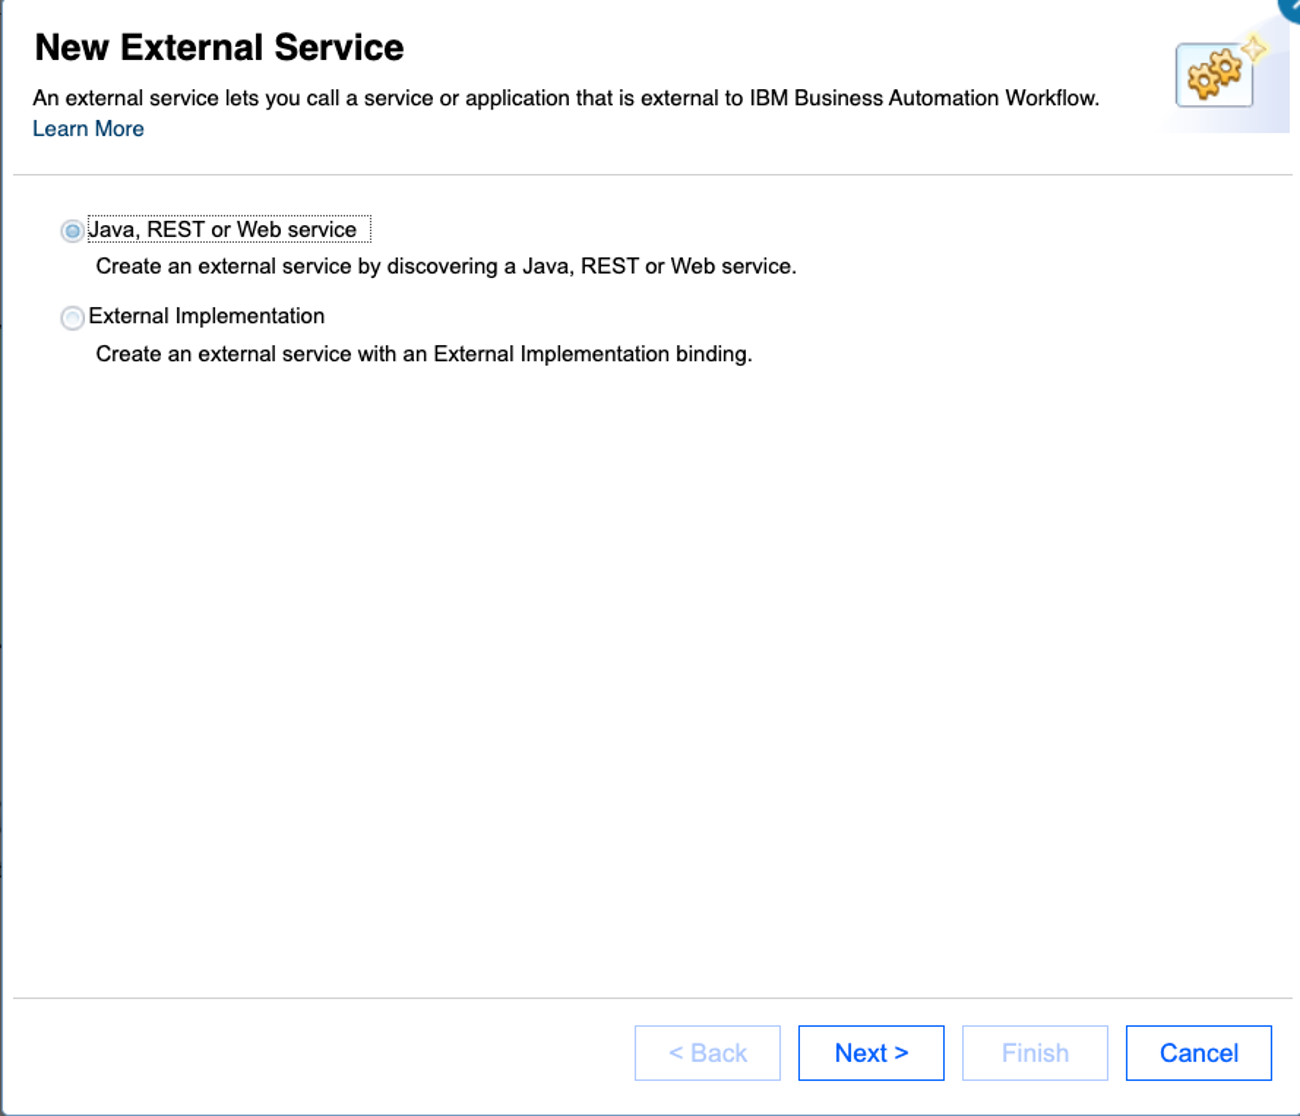 New External Service
An external service lets you call a service or application that is external to IBM Business Automation Workflow.
Learn More
Java, REST or Web service
Create an external service by discovering a Java, REST or Web service.
External Implementation
Create an external service with an External Implementation binding.
< Back Next > Finish Cancel